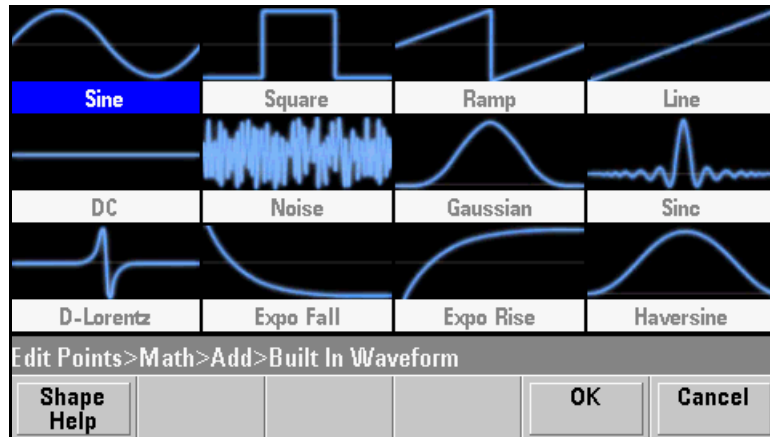 Sine
Square
Ramp
Line
DC
Noise
Gaussian
Sinc
D-Lorentz
Expo Fall
Expo Rise
Haversine
Edit Points>Math>Add>Built In Waveform
Shape
Help
OK
Cancel